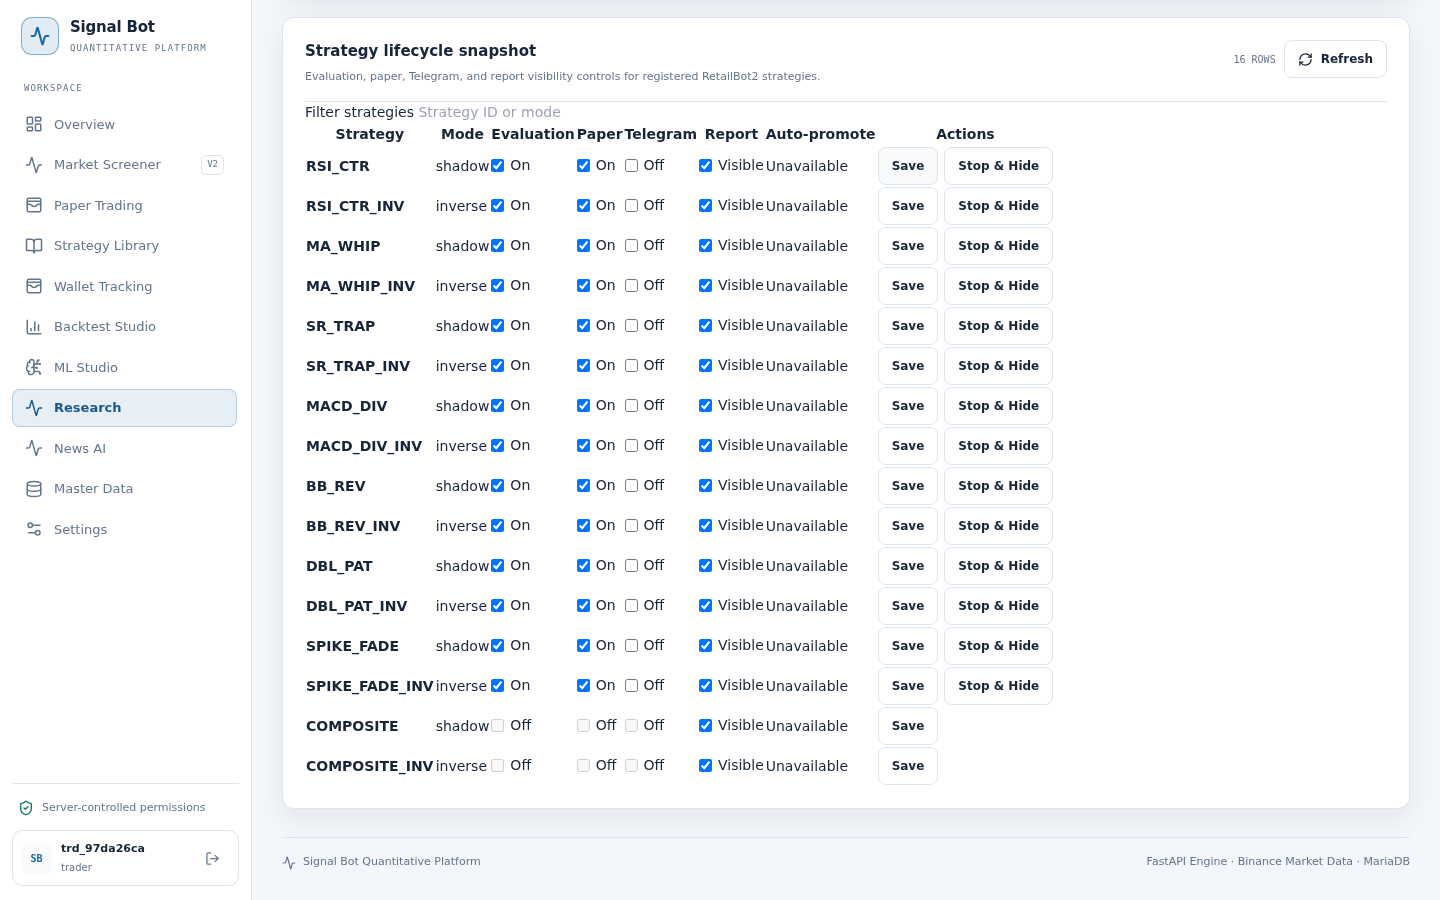 Signal Bot
QUANTITATIVE PLATFORM
WORKSPACE
Overview
Market Screener V2
Paper Trading
Strategy Library
Wallet Tracking
Backtest Studio
ML Studio
Research
News AI
Master Data
Settings
Server-controlled permissions
SB trd_97da26ca
trader
Strategy lifecycle snapshot
Evaluation, paper, Telegram, and report visibility controls for registered RetailBot2 strategies.
16 ROWS Refresh
Filter strategies Strategy ID or mode
Strategy Mode Evaluation Paper Telegram Report Auto-promote Actions
RSI_CTR shadow On On Off Visible Unavailable Save Stop & Hide
RSI_CTR_INV inverse On On Off Visible Unavailable Save Stop & Hide
MA_WHIP shadow On On Off Visible Unavailable Save Stop & Hide
MA_WHIP_INV inverse On On Off Visible Unavailable Save Stop & Hide
SR_TRAP shadow On On Off Visible Unavailable Save Stop & Hide
SR_TRAP_INV inverse On On Off Visible Unavailable Save Stop & Hide
MACD_DIV shadow On On Off Visible Unavailable Save Stop & Hide
MACD_DIV_INV inverse On On Off Visible Unavailable Save Stop & Hide
BB_REV shadow On On Off Visible Unavailable Save Stop & Hide
BB_REV_INV inverse On On Off Visible Unavailable Save Stop & Hide
DBL_PAT shadow On On Off Visible Unavailable Save Stop & Hide
DBL_PAT_INV inverse On On Off Visible Unavailable Save Stop & Hide
SPIKE_FADE shadow On On Off Visible Unavailable Save Stop & Hide
SPIKE_FADE_INV inverse On On Off Visible Unavailable Save Stop & Hide
COMPOSITE shadow Off Off Off Visible Unavailable Save
COMPOSITE_INV inverse Off Off Off Visible Unavailable Save
Signal Bot Quantitative Platform
FastAPI Engine · Binance Market Data · MariaDB